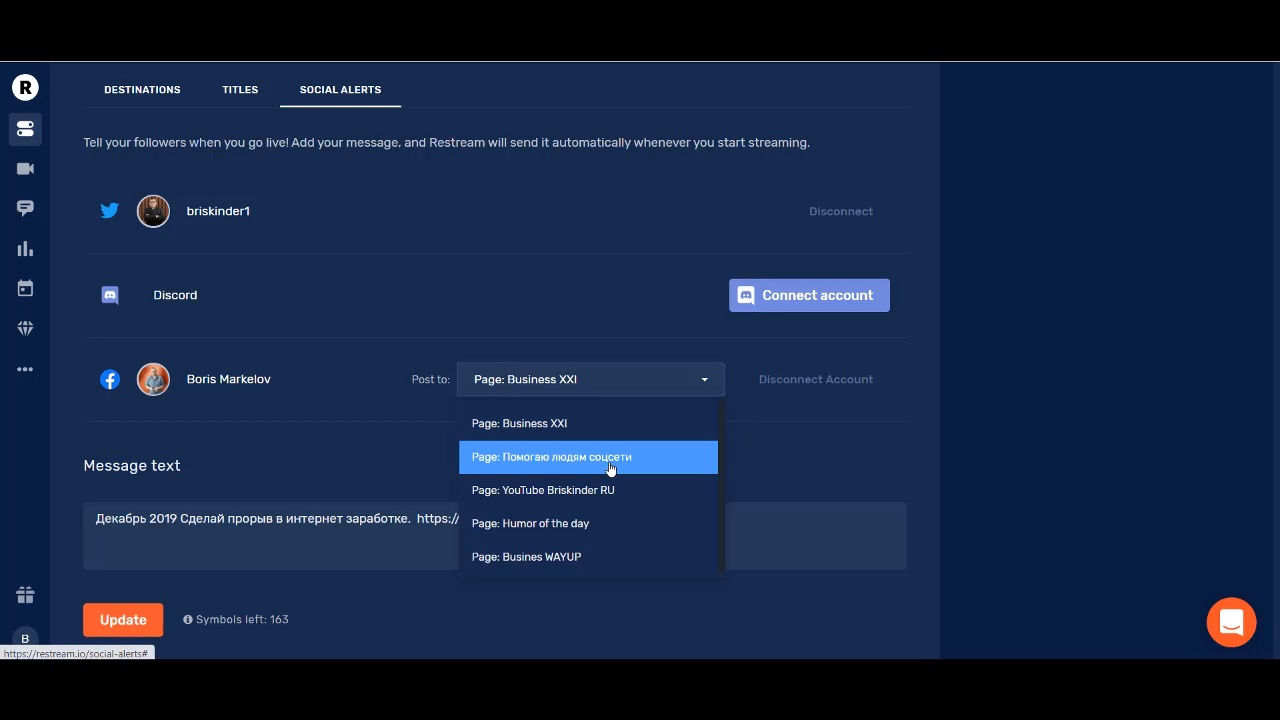 R
DESTINATIONS TITLES SOCIAL ALERTS
Tell your followers when you go live! Add your message, and Restream will send it automatically whenever you start streaming.
briskinder1 Disconnect
Discord Connect account
Boris Markelov Post to: Page: Business XXI Disconnect Account
Page: Business XXI
Page: Помогаю людям соцсети
Page: YouTube Briskinder RU
Page: Humor of the day
Page: Busines WAYUP
Message text
Декабрь 2019 Сделай прорыв в интернет заработке. https://
Update Symbols left: 163
B
https://restream.io/social-alerts#